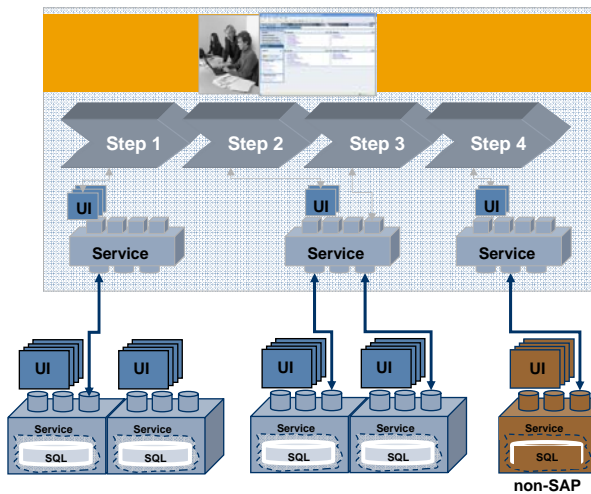 Step 1
Step 2
Step 3
Step 4
UI
UI
UI
Service
Service
Service
UI
UI
UI
UI
UI
Service
Service
Service
Service
Service
SQL
SQL
SQL
SQL
SQL
non-SAP